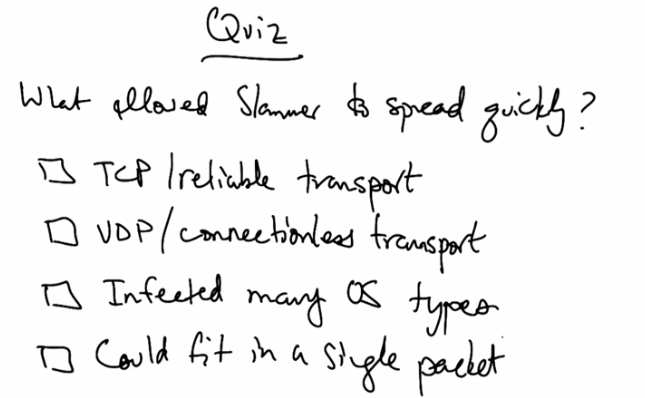 Quiz
What allowed Slammer to spread quickly?
TCP/reliable transport
UDP/connectionless transport
Infected many OS types
Could fit in a single packet